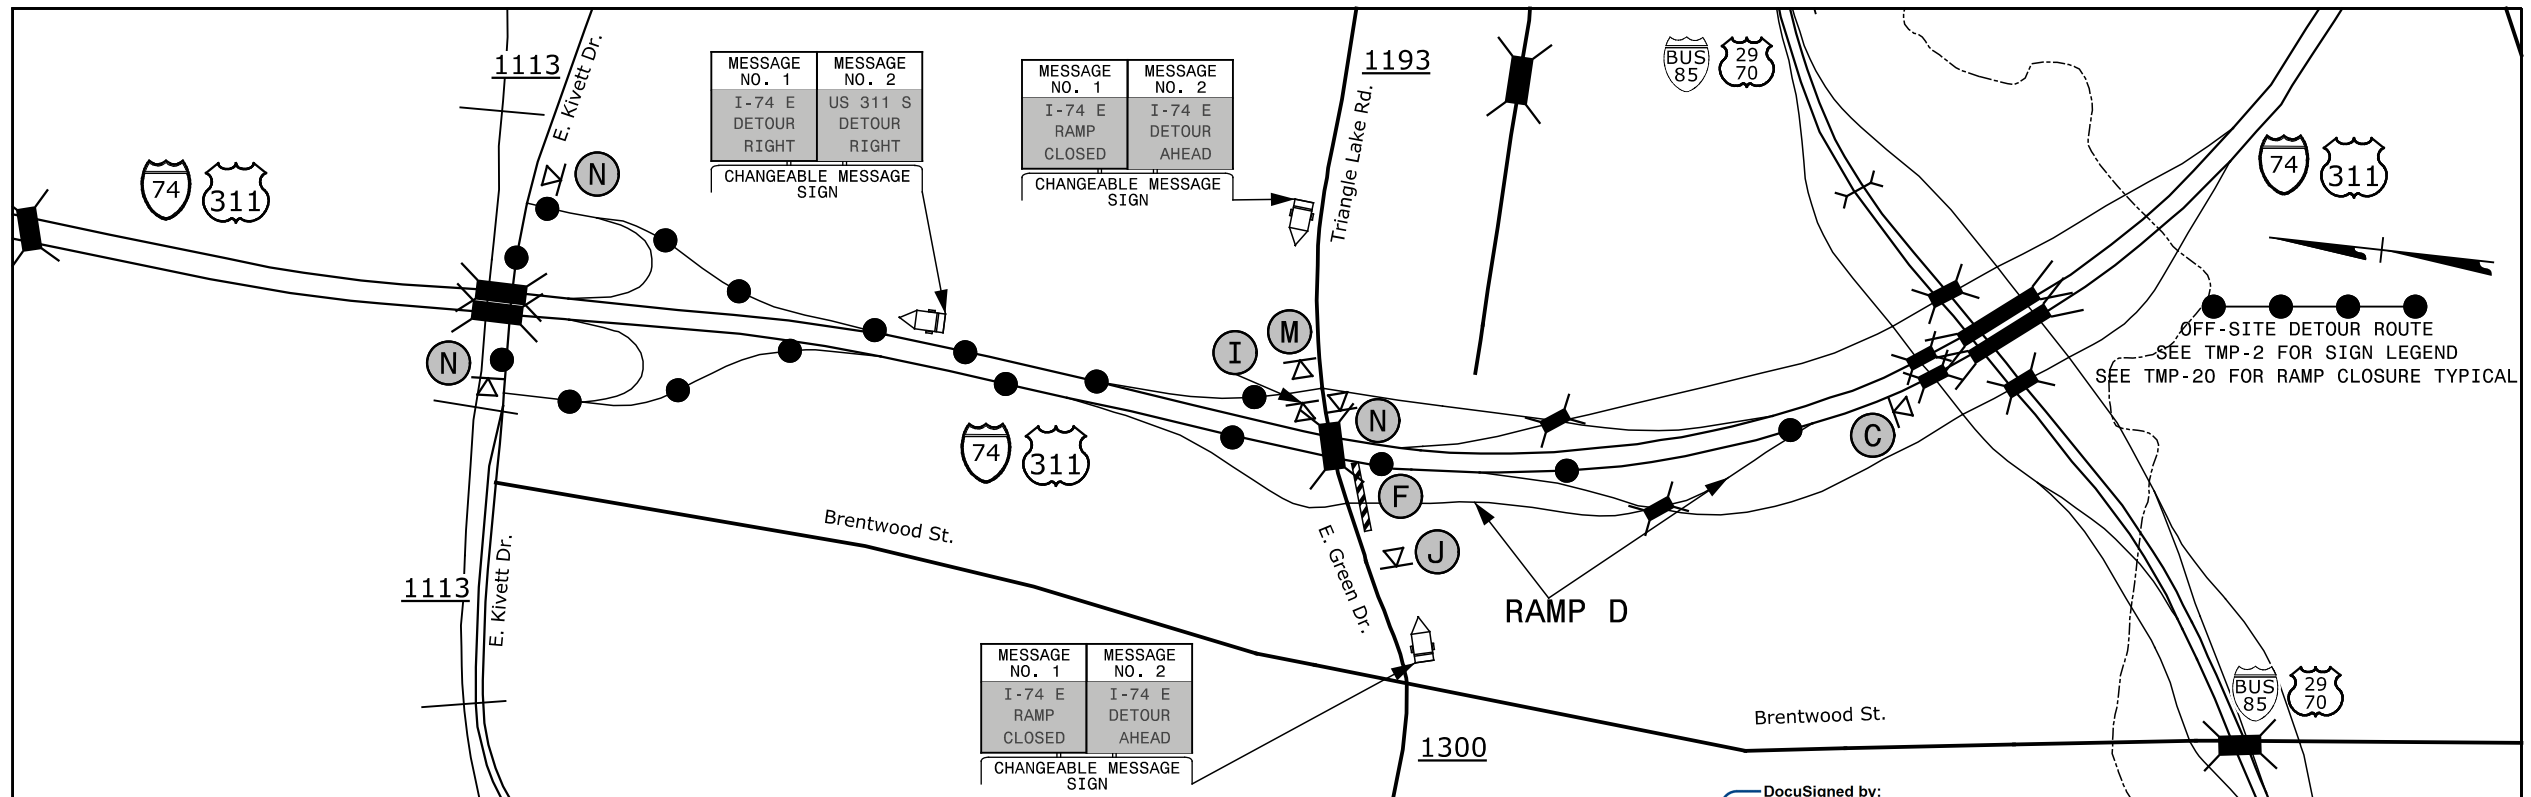 1113
E. Kivett Dr.
MESSAGE NO. 1
MESSAGE NO. 2
I-74 E
DETOUR
RIGHT
US 311 S
DETOUR
RIGHT
CHANGEABLE MESSAGE
SIGN
MESSAGE NO. 1
MESSAGE NO. 2
I-74 E
RAMP
CLOSED
I-74 E
DETOUR
AHEAD
CHANGEABLE MESSAGE
SIGN
1193
Triangle Lake Rd.
BUS
85
29
70
74
311
N
74
311
N
I
M
N
C
F
J
74
311
OFF-SITE DETOUR ROUTE
SEE TMP-2 FOR SIGN LEGEND
SEE TMP-20 FOR RAMP CLOSURE TYPICAL
Brentwood St.
E. Green Dr.
RAMP D
1113
E. Kivett Dr.
MESSAGE NO. 1
MESSAGE NO. 2
I-74 E
RAMP
CLOSED
I-74 E
DETOUR
AHEAD
CHANGEABLE MESSAGE
SIGN
1300
Brentwood St.
BUS
85
29
70
DocuSigned by: